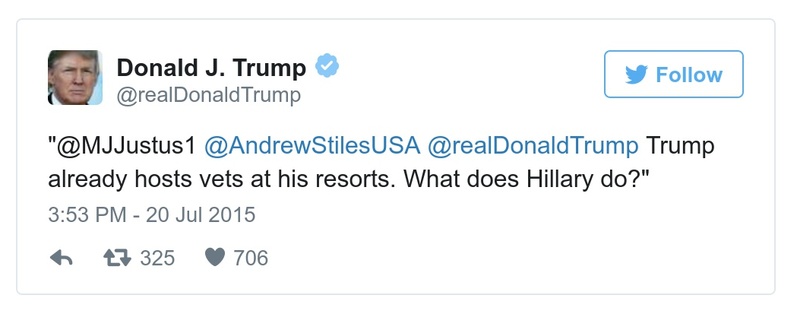 Donald J. Trump
@realDonaldTrump
Follow
"@MJJustus1 @AndrewStilesUSA @realDonaldTrump Trump
already hosts vets at his resorts. What does Hillary do?"
3:53 PM - 20 Jul 2015
325 706